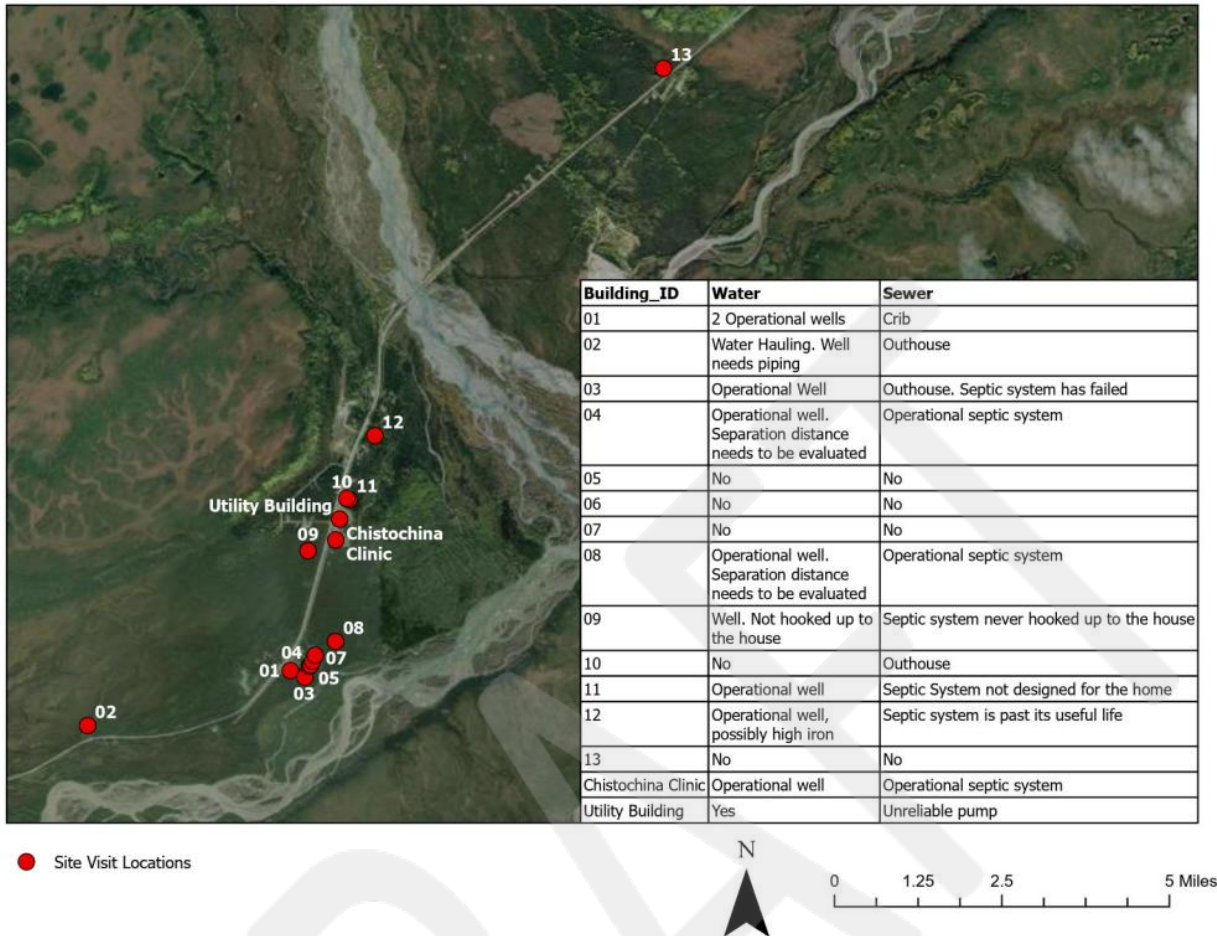 13
12
10 11
Utility Building
09 Chistochina
Clinic
08
04 07
01 05
03
02
Building_ID Water Sewer
01 2 Operational wells Crib
02 Water Hauling. Well Outhouse
needs piping
03 Operational Well Outhouse. Septic system has failed
04 Operational well. Operational septic system
Separation distance
needs to be evaluated
05 No No
06 No No
07 No No
08 Operational well. Operational septic system
Separation distance
needs to be evaluated
09 Well. Not hooked up to Septic system never hooked up to the house
the house
10 No Outhouse
11 Operational well Septic System not designed for the home
12 Operational well, Septic system is past its useful life
possibly high iron
13 No No
Chistochina Clinic Operational well Operational septic system
Utility Building Yes Unreliable pump
Site Visit Locations
N
0 1.25 2.5 5 Miles
DRAFT